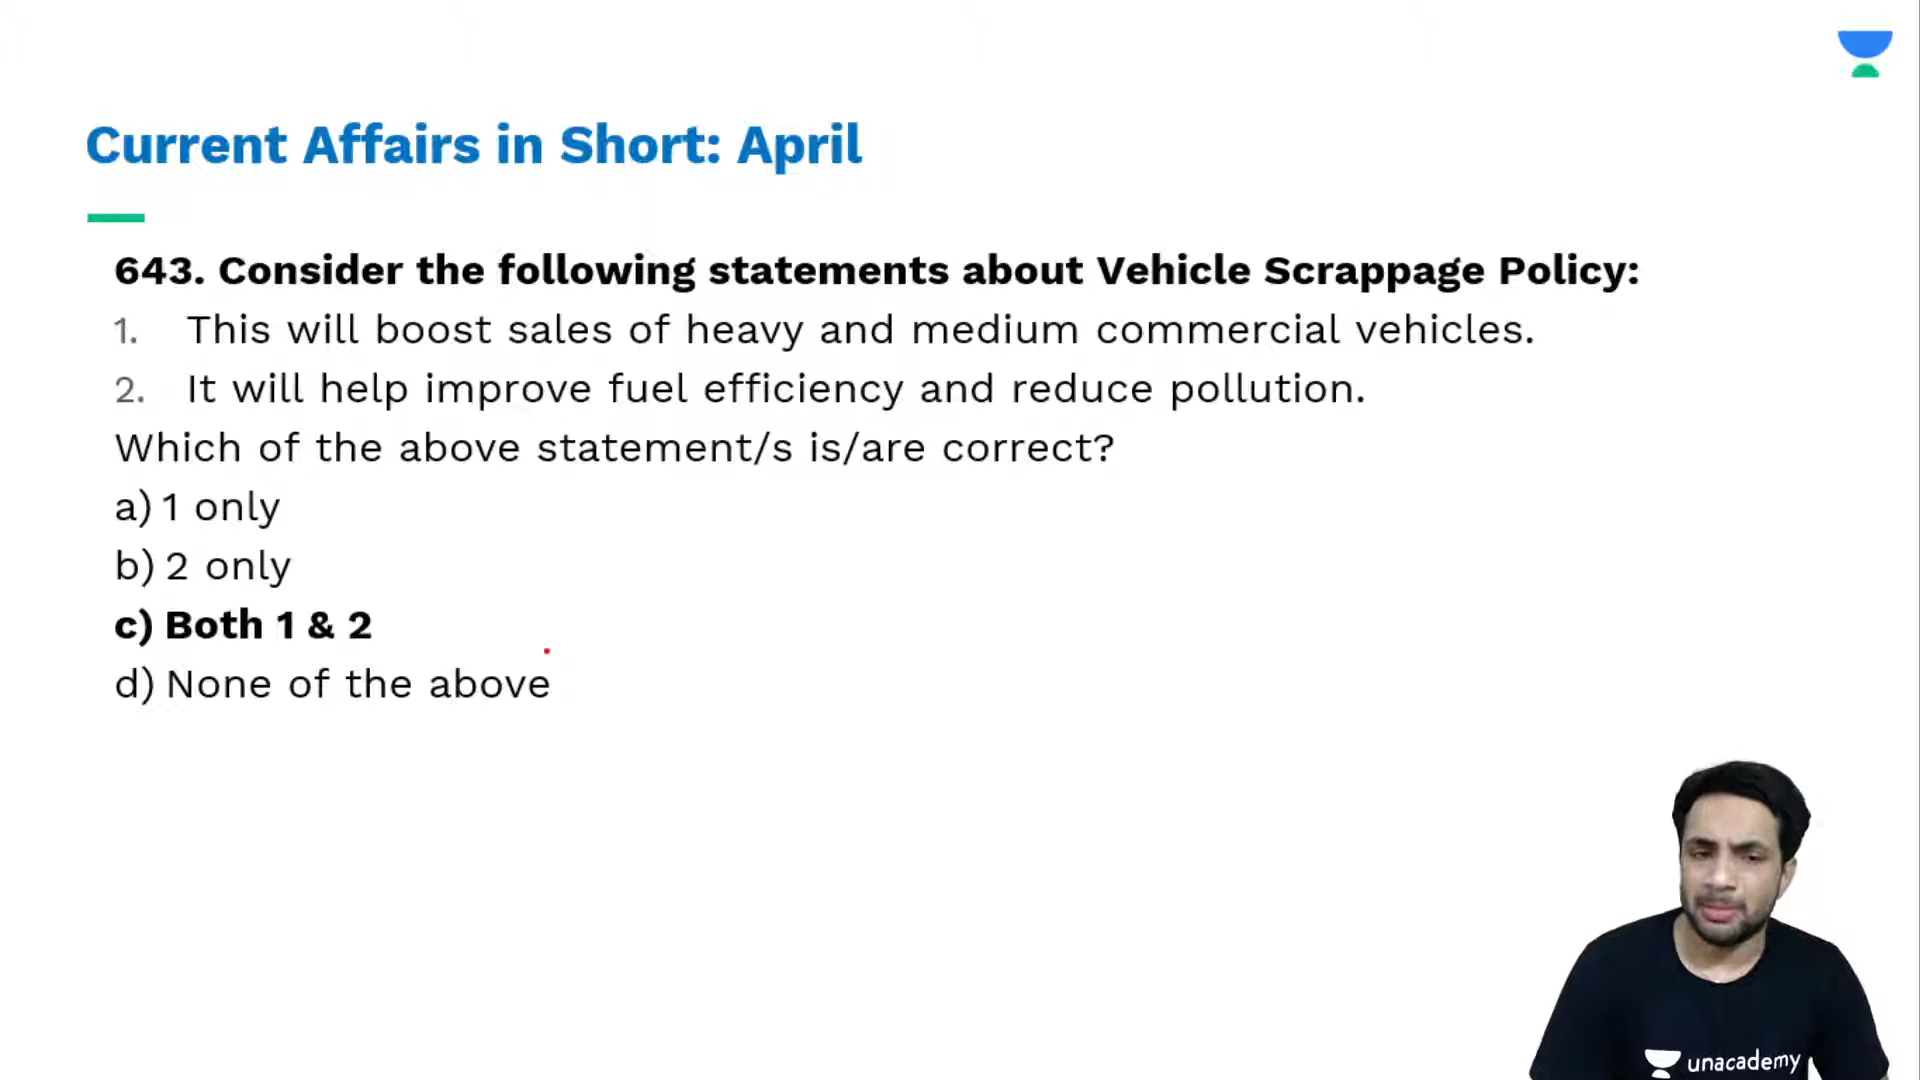 Current Affairs in Short: April
643. Consider the following statements about Vehicle Scrappage Policy:
1. This will boost sales of heavy and medium commercial vehicles.
2. It will help improve fuel efficiency and reduce pollution.
Which of the above statement/s is/are correct?
a) 1 only
b) 2 only
c) Both 1 & 2
d) None of the above
unacademy